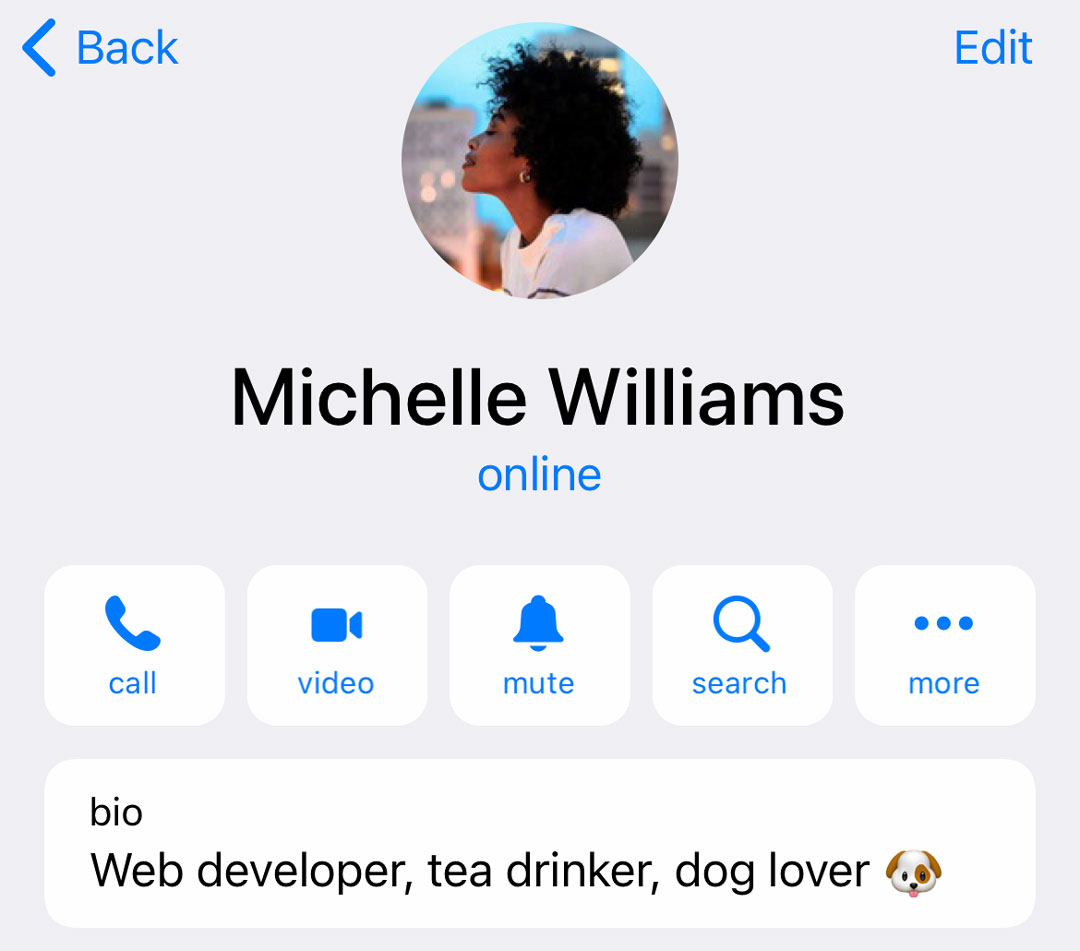 Back
Edit
Michelle Williams
online
call
video
mute
search
more
bio
Web developer, tea drinker, dog lover 🐶